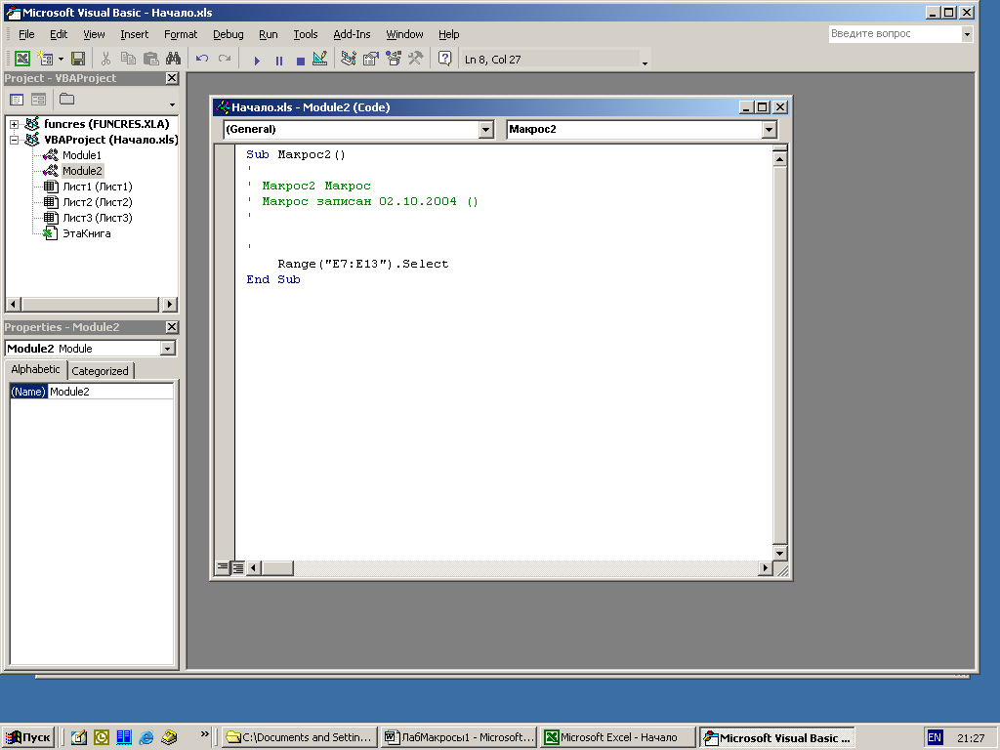 Microsoft Visual Basic - Начало.xls
File Edit View Insert Format Debug Run Tools Add-Ins Window Help
Введите вопрос
Ln 8, Col 27
Project - VBAProject
funcres (FUNCRES.XLA)
VBAProject (Начало.xls)
Module1
Module2
Лист1 (Лист1)
Лист2 (Лист2)
Лист3 (Лист3)
ЭтаКнига
Properties - Module2
Module2 Module
Alphabetic Categorized
(Name) Module2
Начало.xls - Module2 (Code)
(General) Макрос2
Sub Макрос2()
'
' Макрос2 Макрос
' Макрос записан 02.10.2004 ()
'
'
Range("E7:E13").Select
End Sub
Пуск » C:\Documents and Settin... ЛабМакросы1 - Microsoft... Microsoft Excel - Начало Microsoft Visual Basic ... EN 21:27